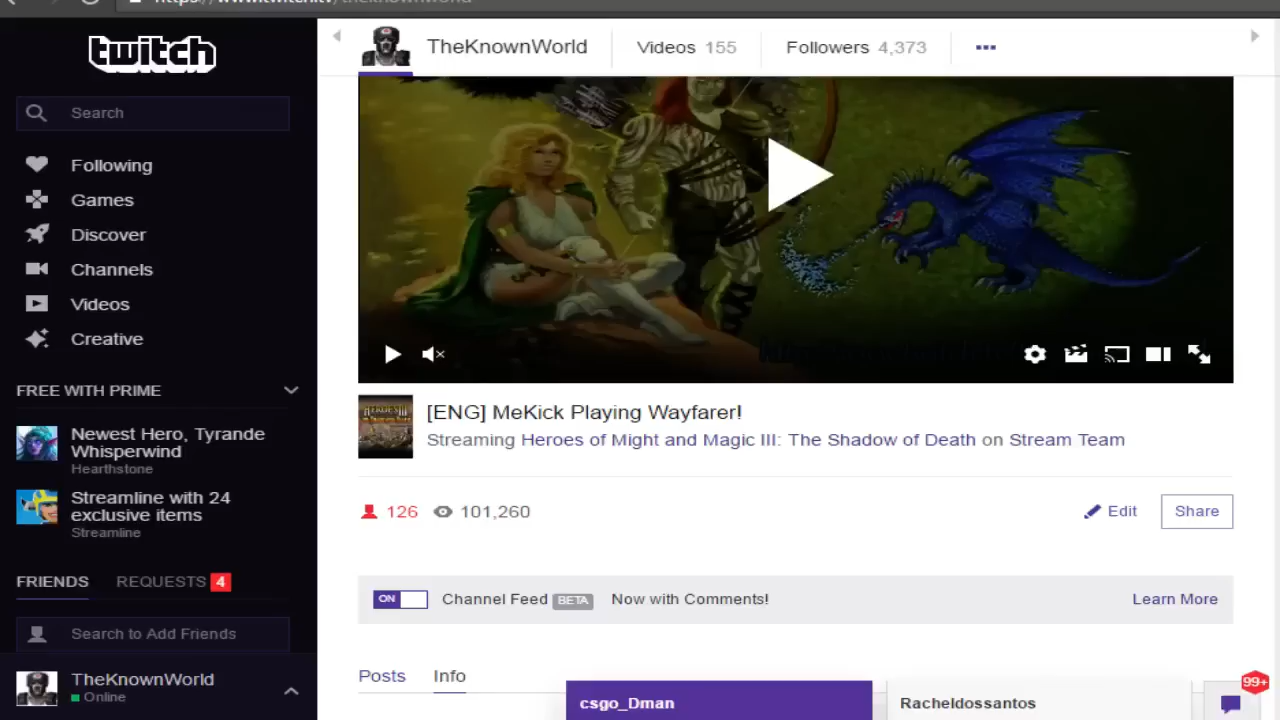 twitch
TheKnownWorld
Videos 155
Followers 4,373
Search
Following
Games
Discover
Channels
Videos
Creative
FREE WITH PRIME
Newest Hero, Tyrande
Whisperwind
Hearthstone
Streamline with 24
exclusive items
Streamline
FRIENDS
REQUESTS 4
Search to Add Friends
TheKnownWorld
Online
[ENG] MeKick Playing Wayfarer!
Streaming Heroes of Might and Magic III: The Shadow of Death on Stream Team
126
101,260
Edit
Share
ON
Channel Feed BETA
Now with Comments!
Learn More
Posts
Info
csgo_Dman
Racheldossantos
99+